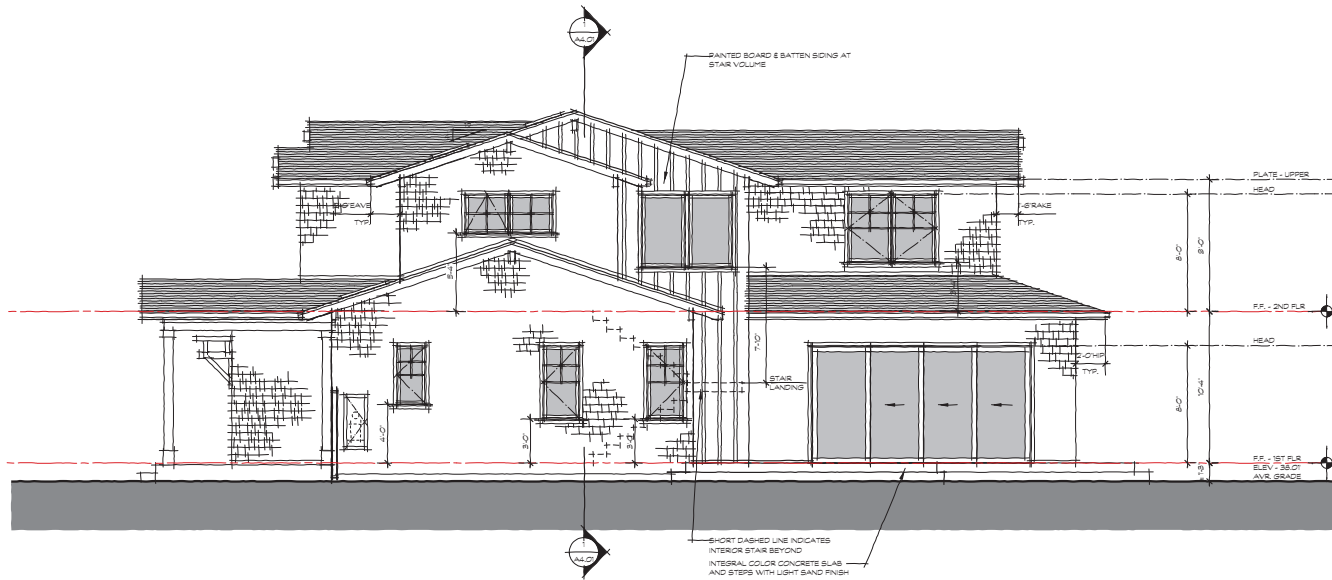 A4.01
PAINTED BOARD & BATTEN SIDING AT
STAIR VOLUME
PLATE - UPPER
HEAD
EAVE
TYP.
1'-6" RAKE
TYP.
8'-0"
9'-0"
F.F. - 2ND FLR
HEAD
7'-10"
2'-0" HIP
TYP.
STAIR
LANDING
4'-0"
3'-0"
8'-0"
10'-4"
F.F. - 1ST FLR
ELEV - 38.01
AVR. GRADE
A4.01
SHORT DASHED LINE INDICATES
INTERIOR STAIR BEYOND
INTEGRAL COLOR CONCRETE SLAB
AND STEPS WITH LIGHT SAND FINISH